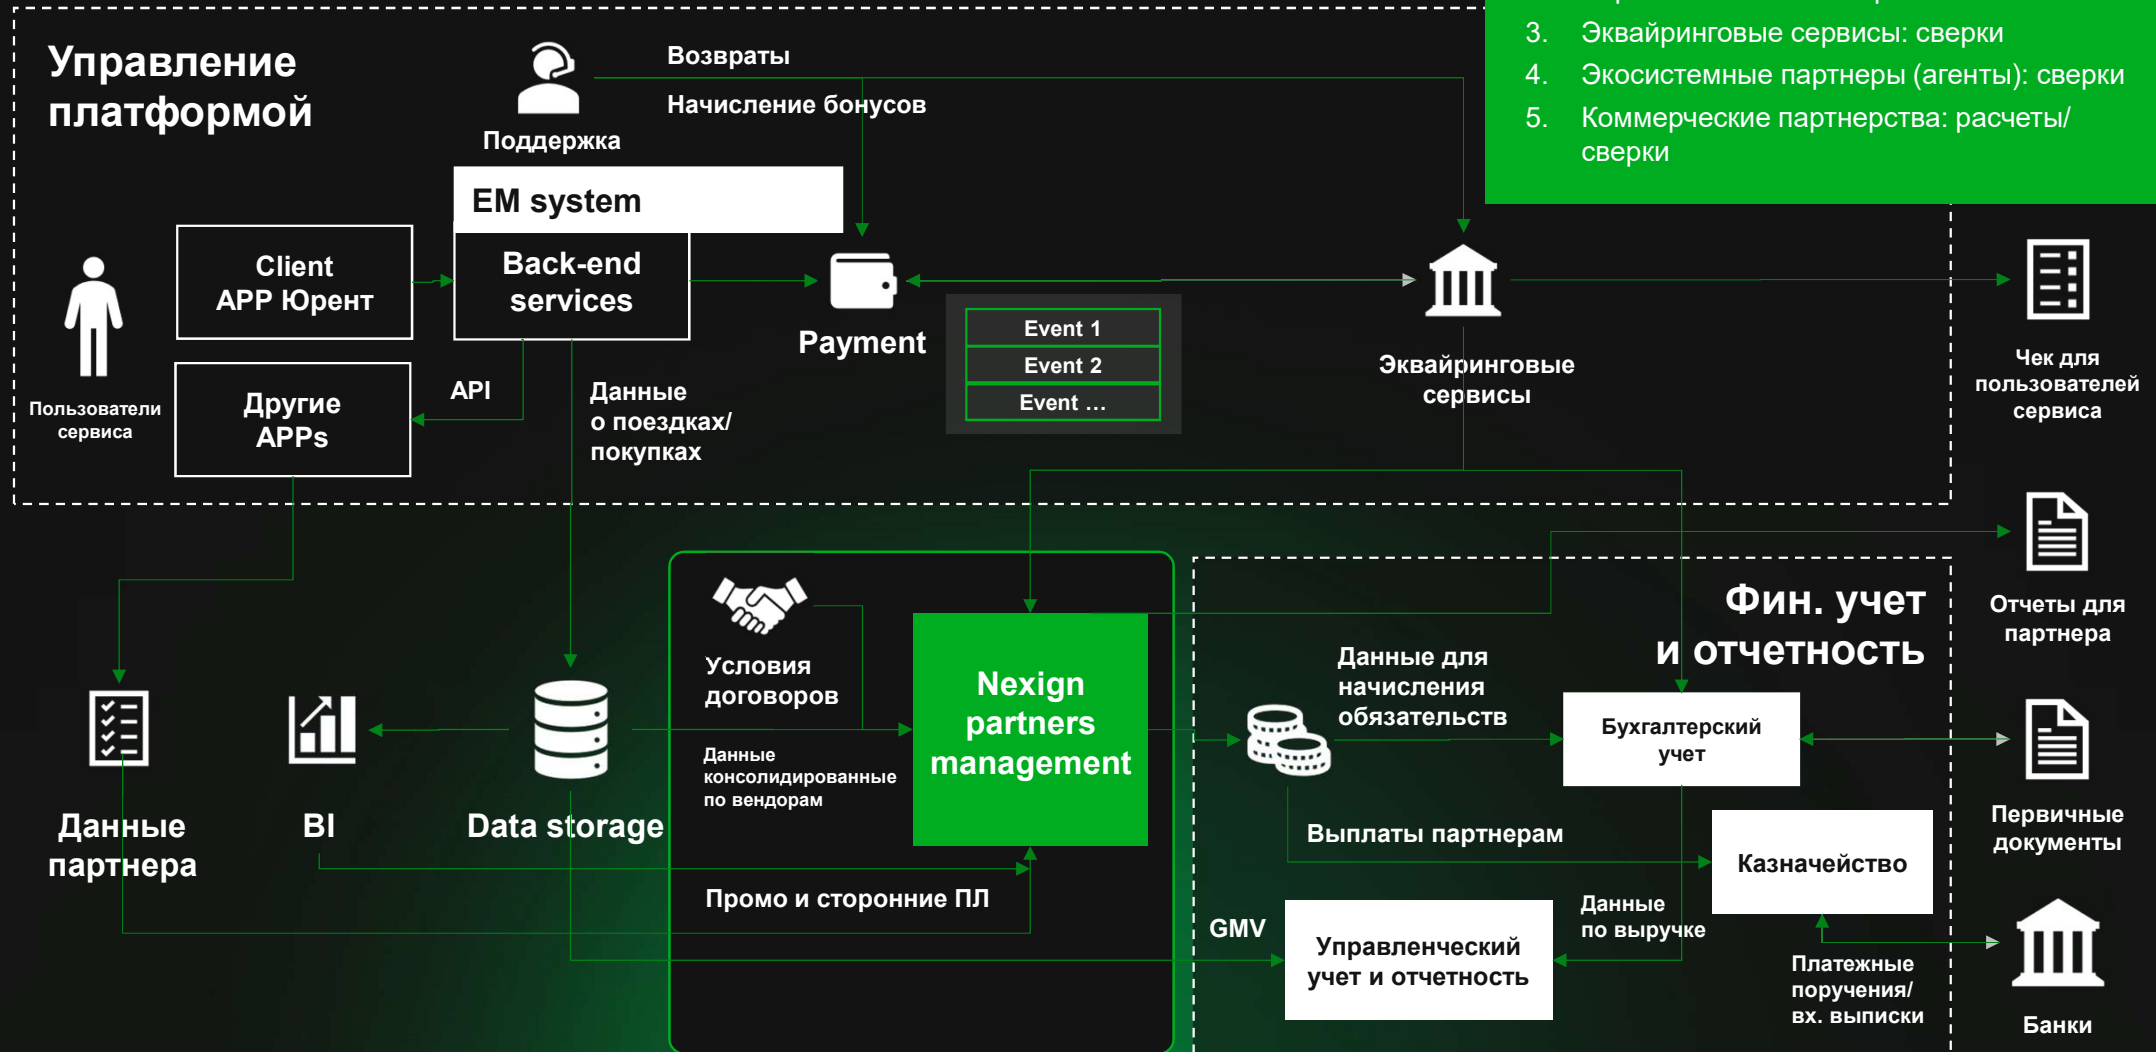 Управление
платформой
Возвраты
Начисление бонусов
Поддержка
3. Эквайринговые сервисы: сверки
4. Экосистемные партнеры (агенты): сверки
5. Коммерческие партнерства: расчеты/
сверки
EM system
Client
APP Юрент
Back-end
services
Payment
Event 1
Event 2
Event …
Эквайринговые
сервисы
Чек для
пользователей
сервиса
Пользователи
сервиса
Другие
APPs
API
Данные
о поездках/
покупках
Условия
договоров
Данные
консолидированные
по вендорам
Nexign
partners
management
Фин. учет
и отчетность
Отчеты для
партнера
Данные для
начисления
обязательств
Бухгалтерский
учет
Данные
партнера
BI
Data storage
Выплаты партнерам
Казначейство
Первичные
документы
Промо и сторонние ПЛ
GMV
Управленческий
учет и отчетность
Данные
по выручке
Платежные
поручения/
вх. выписки
Банки